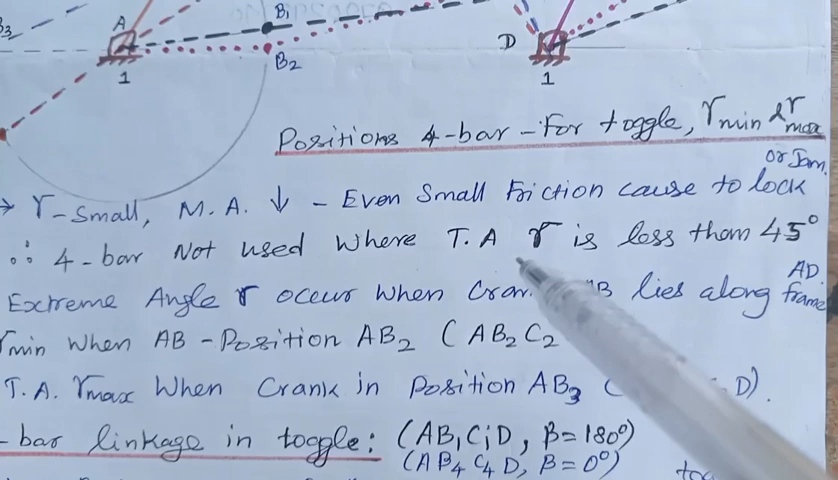 B3
A
B1
B2
1
D
1
Positions 4-bar - For toggle, γmin & γmax
or Jam.
→ γ-Small, M.A. ↓ - Even Small Friction cause to lock
∴ 4-bar Not used where T.A γ is less than 45°
AD
Extreme Angle γ occur when lies along frame
γmin when AB-Position AB2 (AB2C2
T.A. γmax When Crank in Position AB3 ( D).
-bar linkage in toggle: (AB1C1D, β=180°)
(AB4C4D, β=0°)